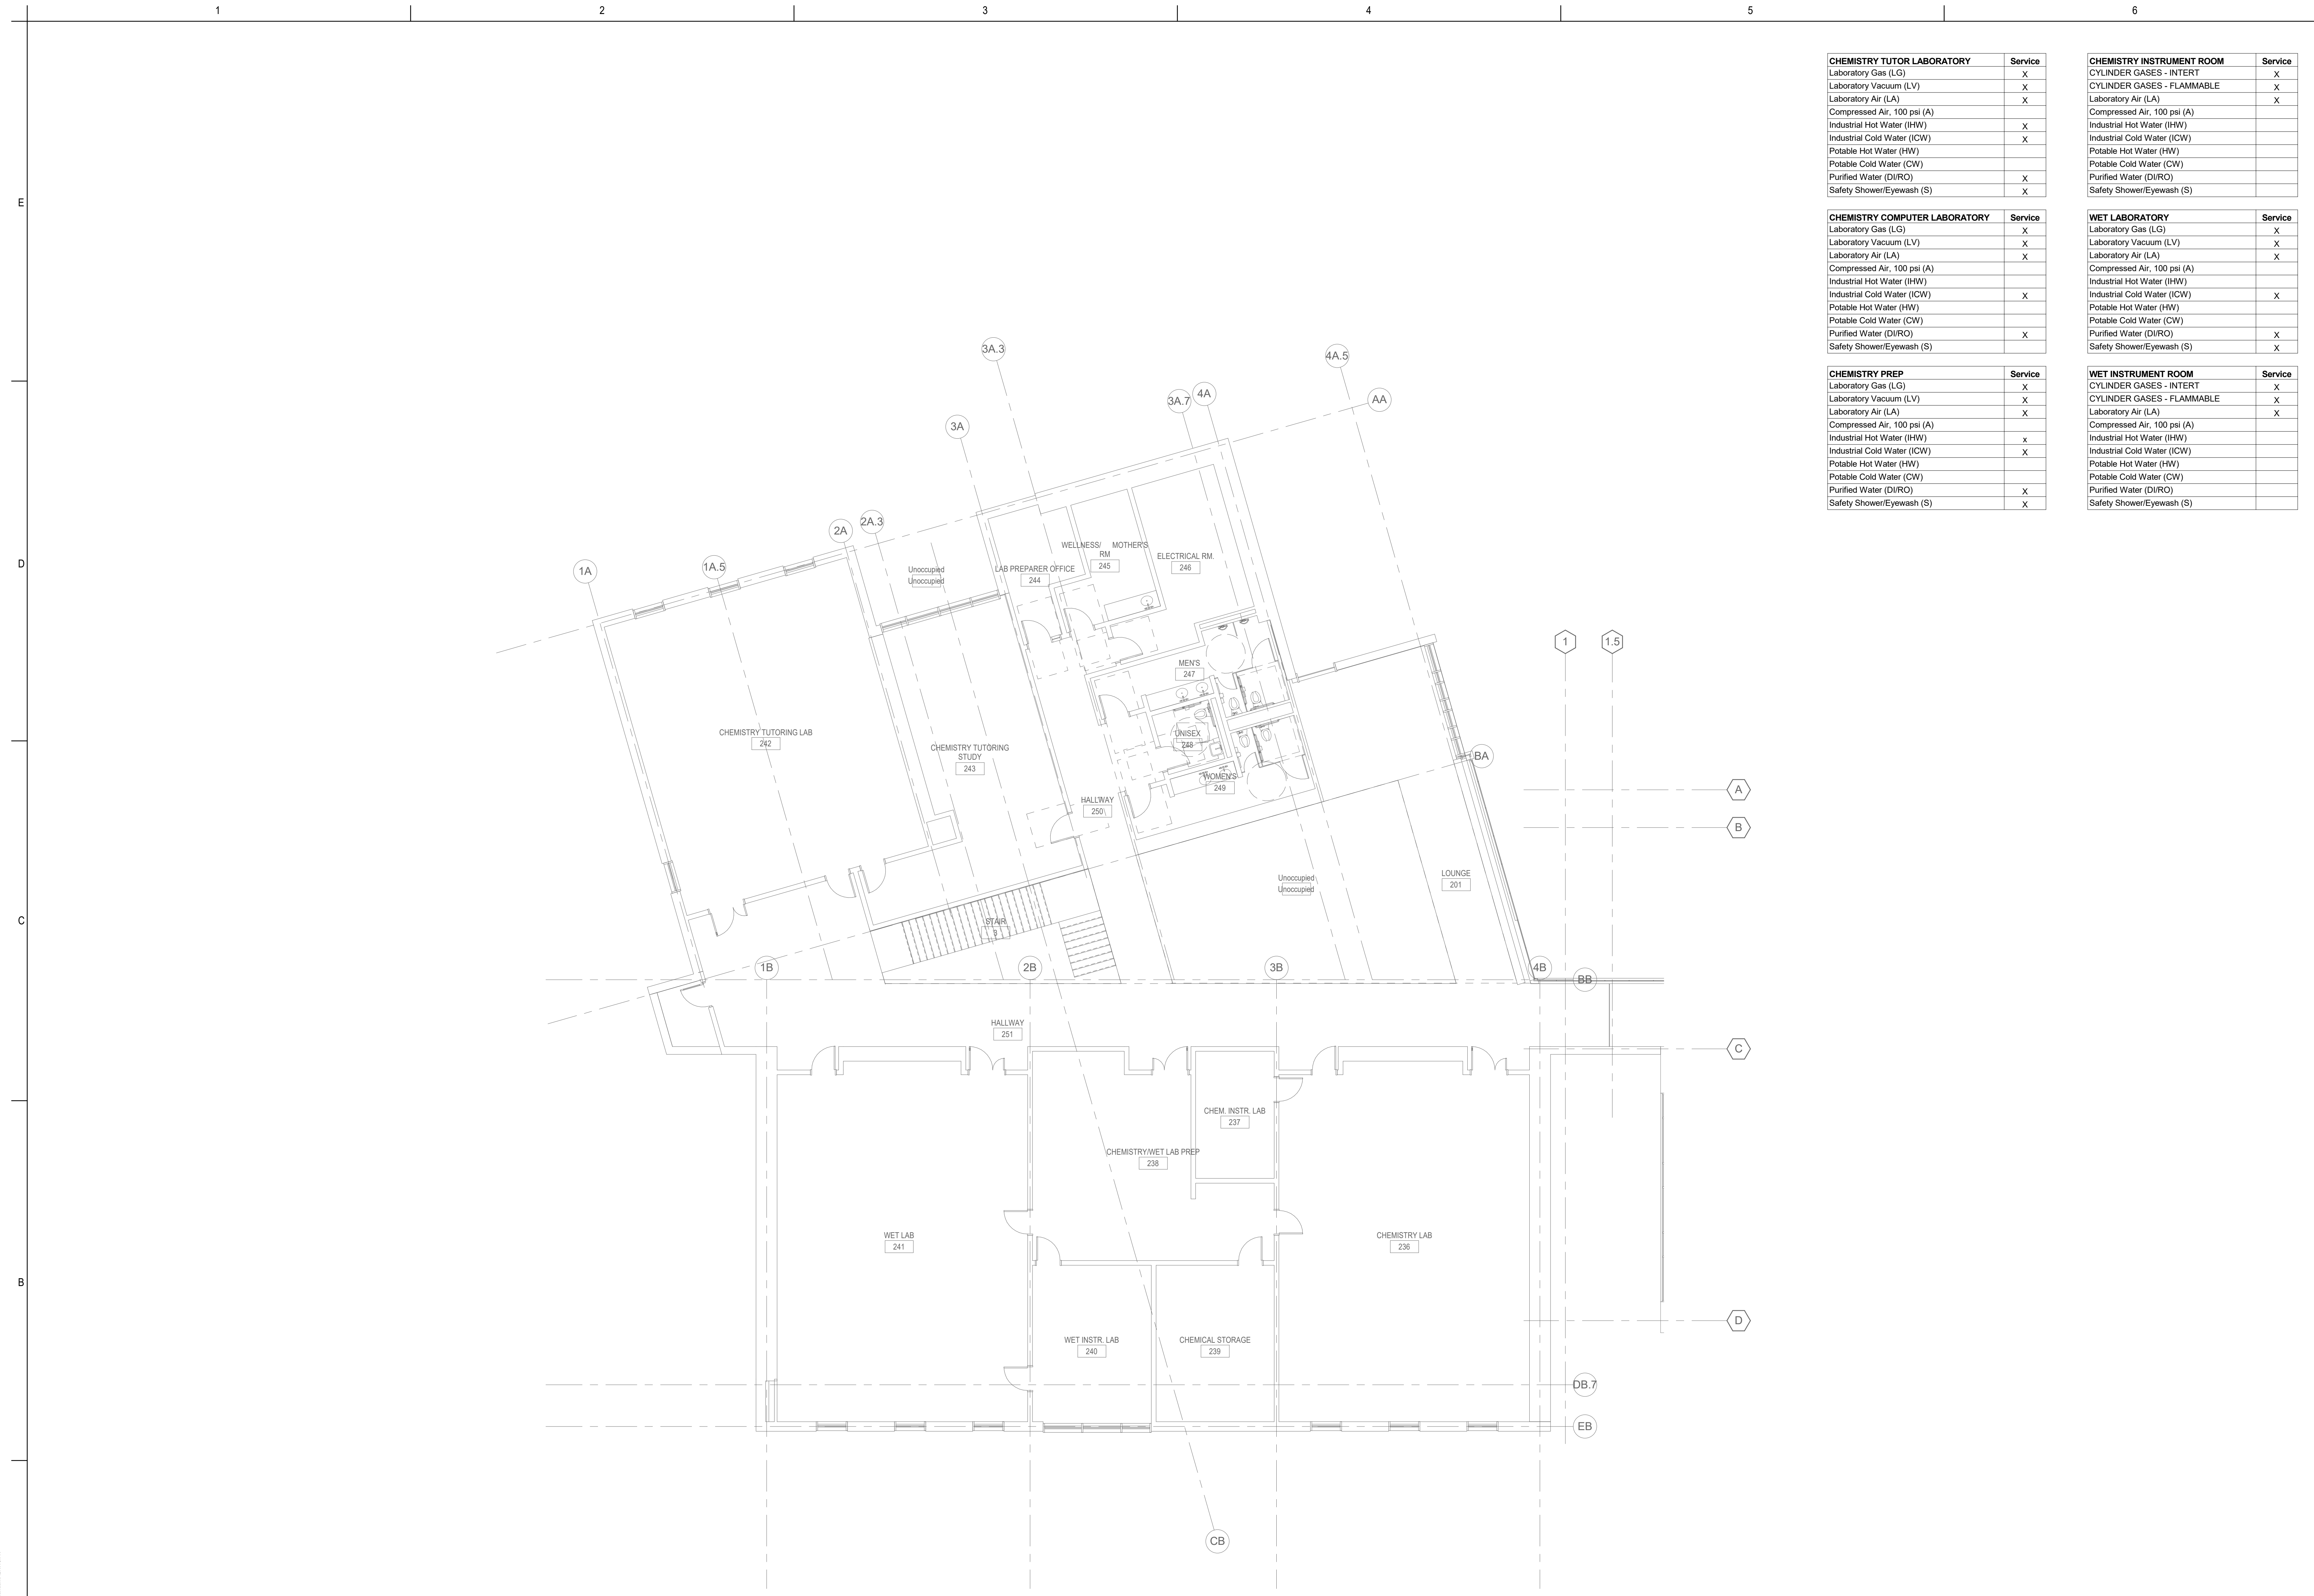 1 2 3 4 5 6
CHEMISTRY TUTOR LABORATORY Service
Laboratory Gas (LG) X
Laboratory Vacuum (LV) X
Laboratory Air (LA) X
Compressed Air, 100 psi (A)
Industrial Hot Water (IHW) X
Industrial Cold Water (ICW) X
Potable Hot Water (HW)
Potable Cold Water (CW)
Purified Water (DI/RO) X
Safety Shower/Eyewash (S) X
CHEMISTRY INSTRUMENT ROOM Service
CYLINDER GASES - INTERT X
CYLINDER GASES - FLAMMABLE X
Laboratory Air (LA) X
Compressed Air, 100 psi (A)
Industrial Hot Water (IHW)
Industrial Cold Water (ICW)
Potable Hot Water (HW)
Potable Cold Water (CW)
Purified Water (DI/RO)
Safety Shower/Eyewash (S)
CHEMISTRY COMPUTER LABORATORY Service
Laboratory Gas (LG) X
Laboratory Vacuum (LV) X
Laboratory Air (LA) X
Compressed Air, 100 psi (A)
Industrial Hot Water (IHW)
Industrial Cold Water (ICW) X
Potable Hot Water (HW)
Potable Cold Water (CW)
Purified Water (DI/RO) X
Safety Shower/Eyewash (S)
WET LABORATORY Service
Laboratory Gas (LG) X
Laboratory Vacuum (LV) X
Laboratory Air (LA) X
Compressed Air, 100 psi (A)
Industrial Hot Water (IHW)
Industrial Cold Water (ICW) X
Potable Hot Water (HW)
Potable Cold Water (CW)
Purified Water (DI/RO) X
Safety Shower/Eyewash (S) X
CHEMISTRY PREP Service
Laboratory Gas (LG) X
Laboratory Vacuum (LV) X
Laboratory Air (LA) X
Compressed Air, 100 psi (A)
Industrial Hot Water (IHW) x
Industrial Cold Water (ICW) X
Potable Hot Water (HW)
Potable Cold Water (CW)
Purified Water (DI/RO) X
Safety Shower/Eyewash (S) X
WET INSTRUMENT ROOM Service
CYLINDER GASES - INTERT X
CYLINDER GASES - FLAMMABLE X
Laboratory Air (LA) X
Compressed Air, 100 psi (A)
Industrial Hot Water (IHW)
Industrial Cold Water (ICW)
Potable Hot Water (HW)
Potable Cold Water (CW)
Purified Water (DI/RO)
Safety Shower/Eyewash (S)
E
D
C
B
3A.3
4A.5
3A.7
4A
AA
3A
2A
2A.3
1A
1A.5
Unoccupied
Unoccupied
LAB PREPARER OFFICE
244
WELLNESS/ MOTHER'S
RM
245
ELECTRICAL RM.
246
1
1.5
MEN'S
247
CHEMISTRY TUTORING LAB
242
CHEMISTRY TUTORING
STUDY
243
UNISEX
248
WOMEN'S
249
BA
HALLWAY
250
A
B
LOUNGE
201
Unoccupied
Unoccupied
STAIR
3
1B
2B
3B
4B
BB
HALLWAY
251
C
CHEM. INSTR. LAB
237
CHEMISTRY/WET LAB PREP
238
WET LAB
241
CHEMISTRY LAB
236
D
WET INSTR. LAB
240
CHEMICAL STORAGE
239
DB.7
EB
CB